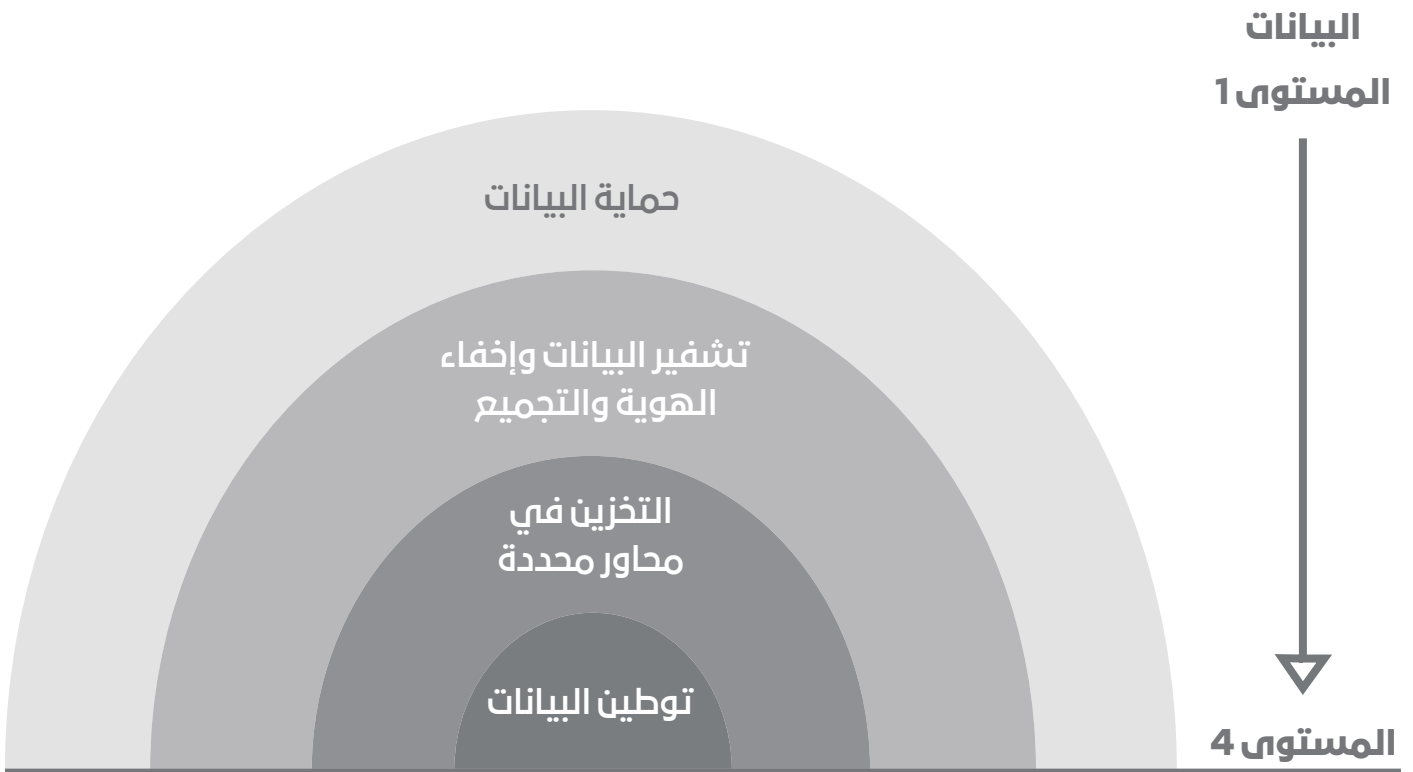 البيانات
المستوى 1
حماية البيانات
تشفير البيانات وإخفاء
الهوية والتجميع
التخزين في
محاور محددة
توطين البيانات
المستوى 4